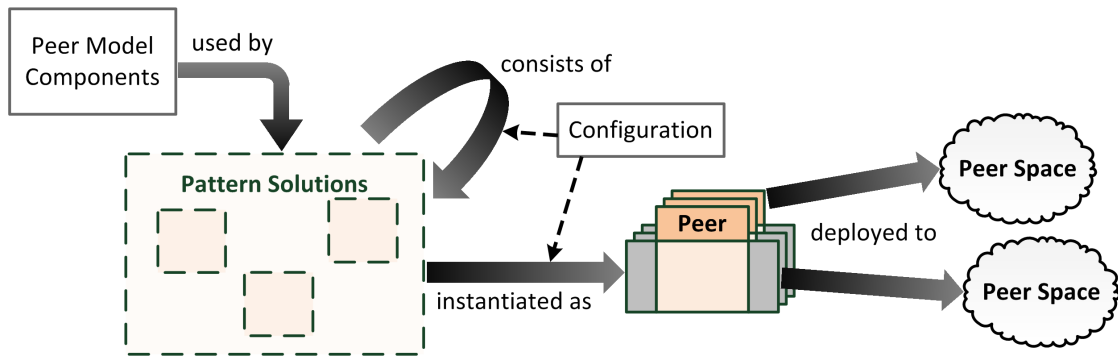 Peer Model
Components
used by
consists of
Configuration
Pattern Solutions
Peer
instantiated as
deployed to
Peer Space
Peer Space